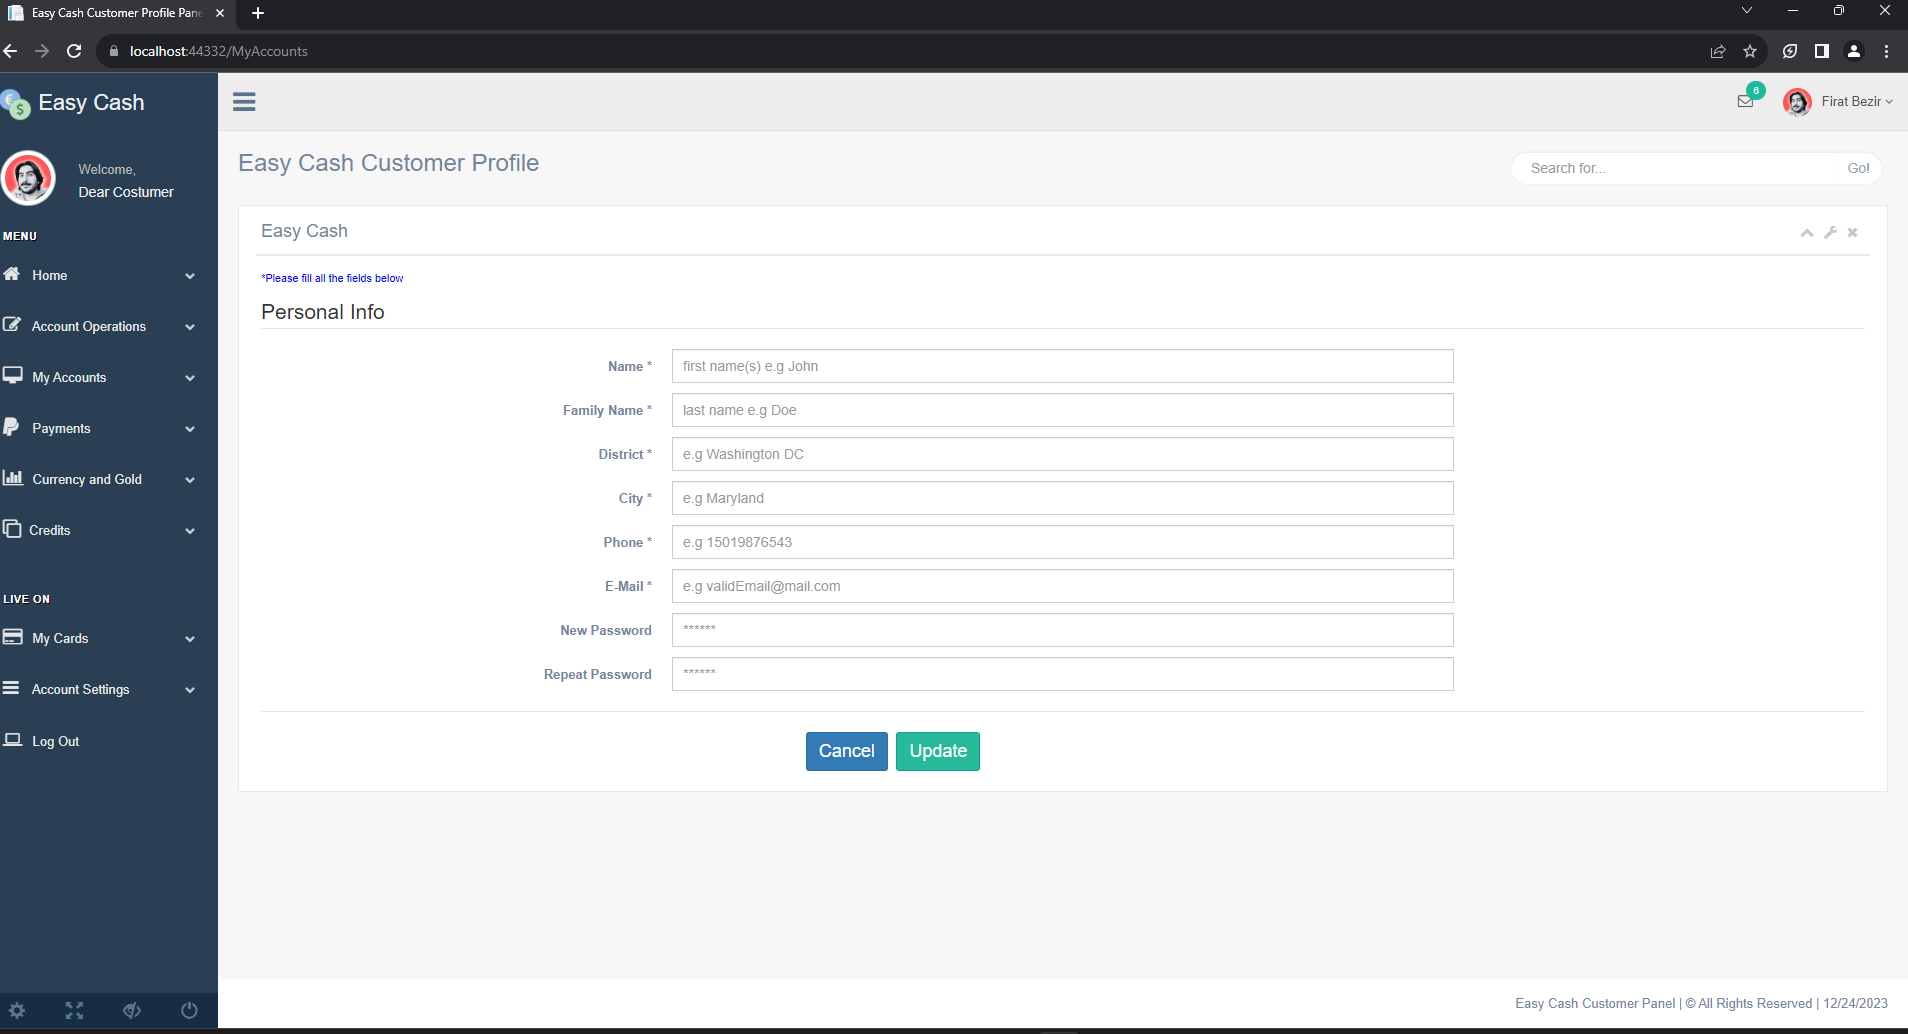 Easy Cash Customer Profile Pane
localhost:44332/MyAccounts
Easy Cash
6
Firat Bezir
Welcome,
Dear Costumer
MENU
Home
Account Operations
My Accounts
Payments
Currency and Gold
Credits
LIVE ON
My Cards
Account Settings
Log Out
Easy Cash Customer Profile
Search for...
Go!
Easy Cash
*Please fill all the fields below
Personal Info
Name * first name(s) e.g John
Family Name * last name e.g Doe
District * e.g Washington DC
City * e.g Maryland
Phone * e.g 15019876543
E-Mail * e.g validEmail@mail.com
New Password ******
Repeat Password ******
Cancel Update
Easy Cash Customer Panel | © All Rights Reserved | 12/24/2023